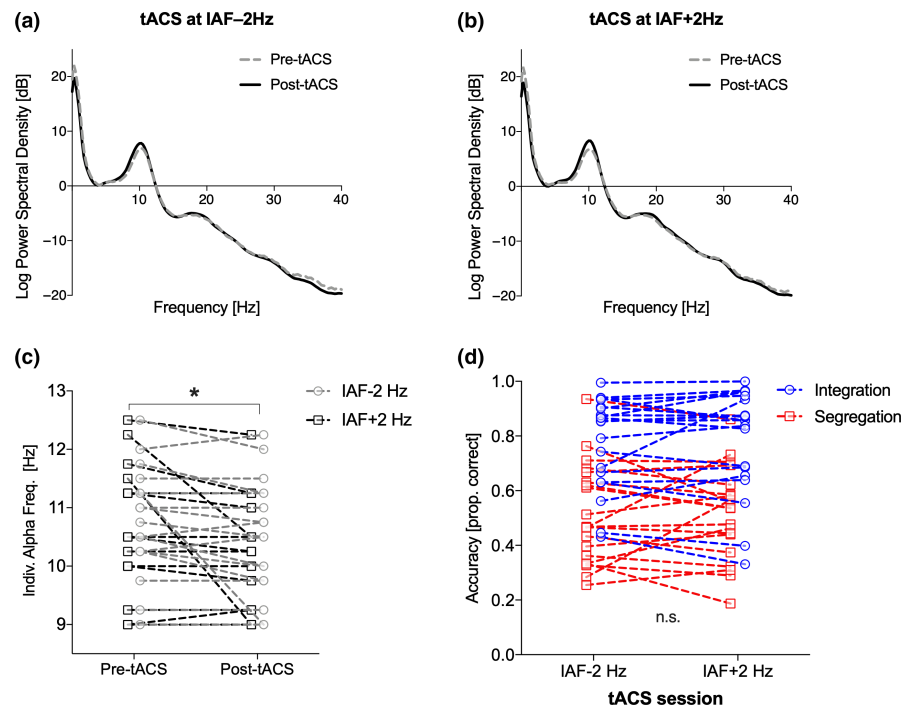 (a)
tACS at IAF–2Hz
Log Power Spectral Density [dB]
20
10
0
–10
–20
10
20
30
40
Pre-tACS
Post-tACS
Frequency [Hz]
(b)
tACS at IAF+2Hz
Log Power Spectral Density [dB]
20
10
0
–10
–20
10
20
30
40
Pre-tACS
Post-tACS
Frequency [Hz]
(c)
Indiv. Alpha Freq. [Hz]
13
12
11
10
9
*
IAF-2 Hz
IAF+2 Hz
Pre-tACS
Post-tACS
(d)
Accuracy [prop. correct]
1.0
0.8
0.6
0.4
0.2
0.0
n.s.
Integration
Segregation
IAF-2 Hz
IAF+2 Hz
tACS session